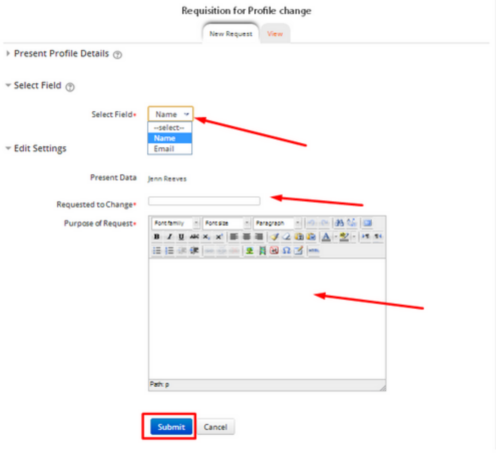 Requisition for Profile change
New Request View
Present Profile Details
Select Field
Select Field* Name
--select--
Name
Email
Edit Settings
Present Data Jenn Reeves
Requested to Change*
Purpose of Request* Font family Font size Paragraph
Path: p
Submit Cancel